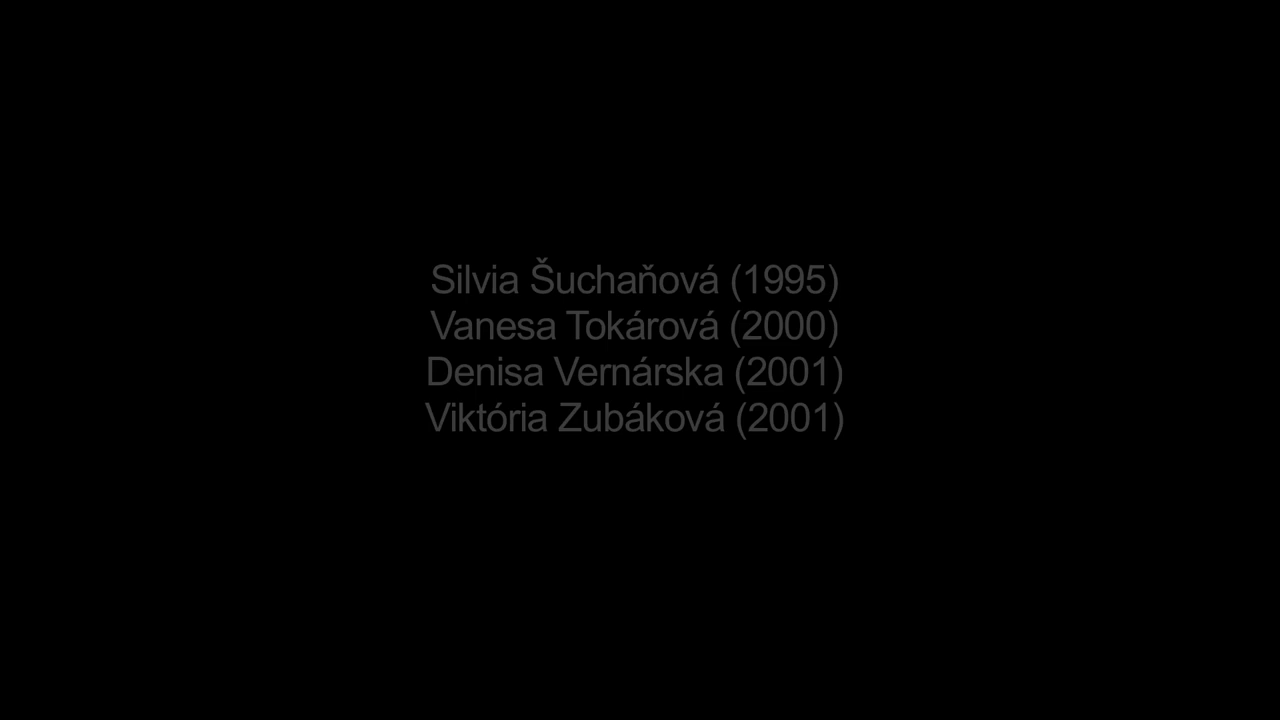 Silvia Šuchaňová (1995)
Vanesa Tokárová (2000)
Denisa Vernárska (2001)
Viktória Zubáková (2001)